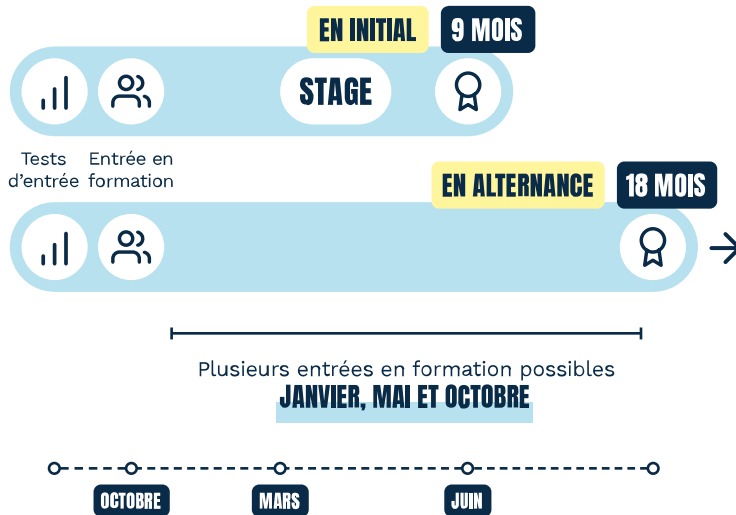 EN INITIAL
9 MOIS
STAGE
Tests
d'entrée
Entrée en
formation
EN ALTERNANCE
18 MOIS
Plusieurs entrées en formation possibles
JANVIER, MAI ET OCTOBRE
OCTOBRE
MARS
JUIN